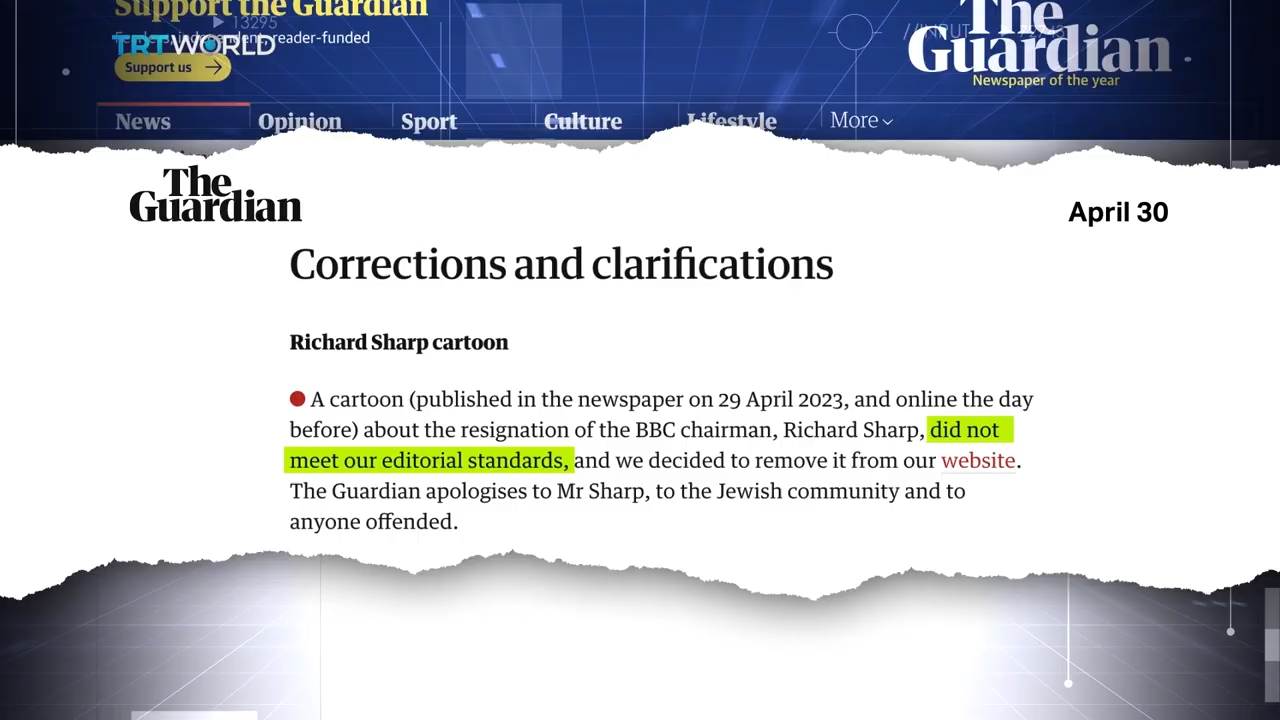 Support the Guardian
13295
TRT WORLD
independent, reader-funded
//INPUT
The
Guardian
Newspaper of the year
Support us
News Opinion Sport Culture Lifestyle More
The
Guardian
April 30
Corrections and clarifications
Richard Sharp cartoon
A cartoon (published in the newspaper on 29 April 2023, and online the day
before) about the resignation of the BBC chairman, Richard Sharp, did not
meet our editorial standards, and we decided to remove it from our website.
The Guardian apologises to Mr Sharp, to the Jewish community and to
anyone offended.